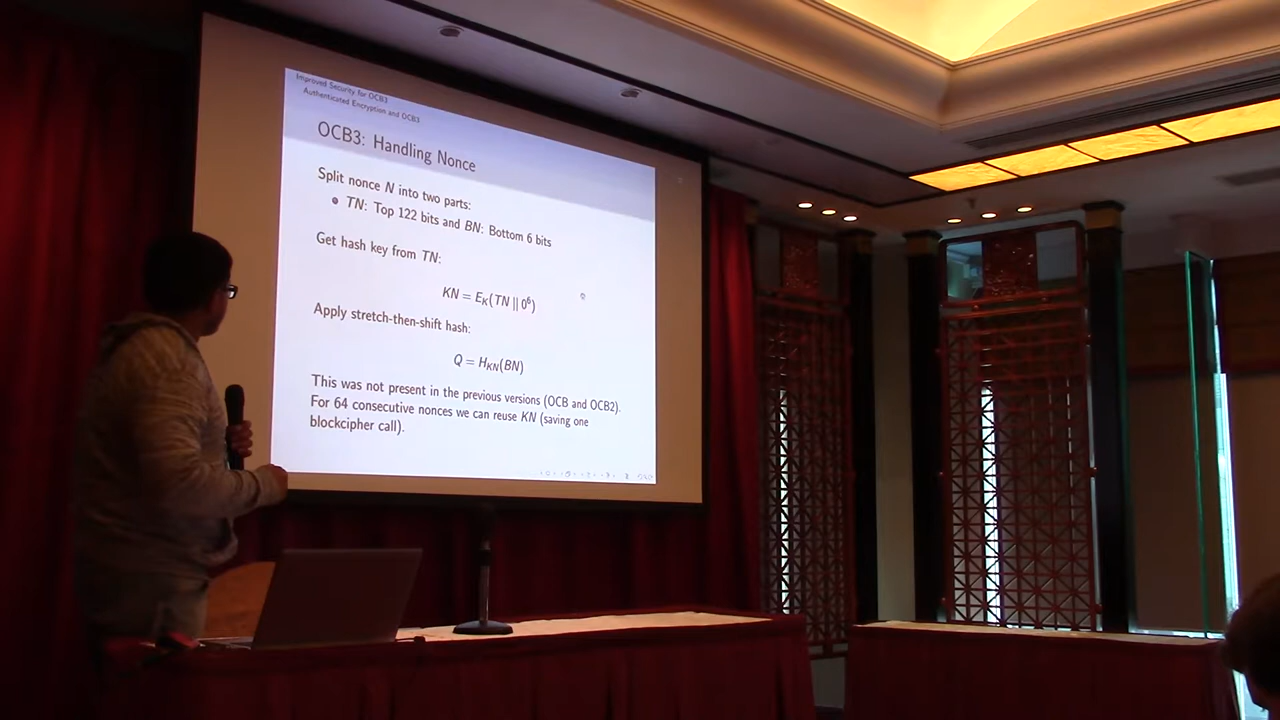 Improved Security for OCB3
Authenticated Encryption and OCB3
OCB3: Handling Nonce
Split nonce N into two parts:
• TN: Top 122 bits and BN: Bottom 6 bits
Get hash key from TN:
KN = E_K(TN || 0^6)
Apply stretch-then-shift hash:
Q = H_KN(BN)
This was not present in the previous versions (OCB and OCB2).
For 64 consecutive nonces we can reuse KN (saving one
blockcipher call).